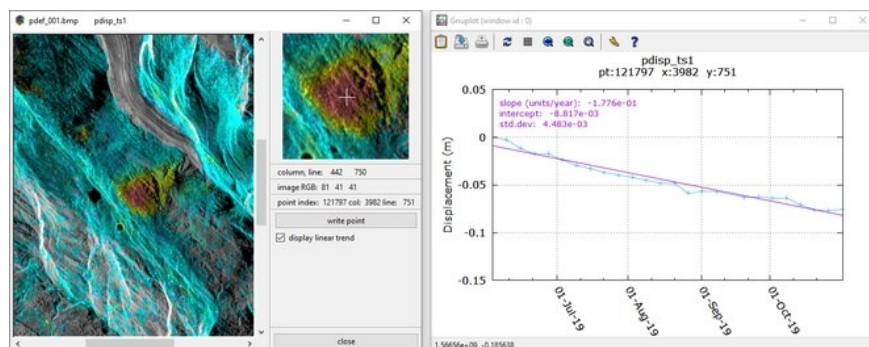 pdef_001.bmp pdisp_ts1
column, line: 442 750
image RGB: 81 41 41
point index: 121797 col: 3982 line: 751
write point
display linear trend
close
Gnuplot (window id : 0)
pdisp_ts1
pt:121797 x:3982 y:751
slope (units/year): -1.776e-01
intercept: -8.817e-03
std.dev: 4.483e-03
Displacement (m)
0.05
0
-0.05
-0.1
-0.15
01-Jul-19
01-Aug-19
01-Sep-19
01-Oct-19
1.56656e+09, -0.185638